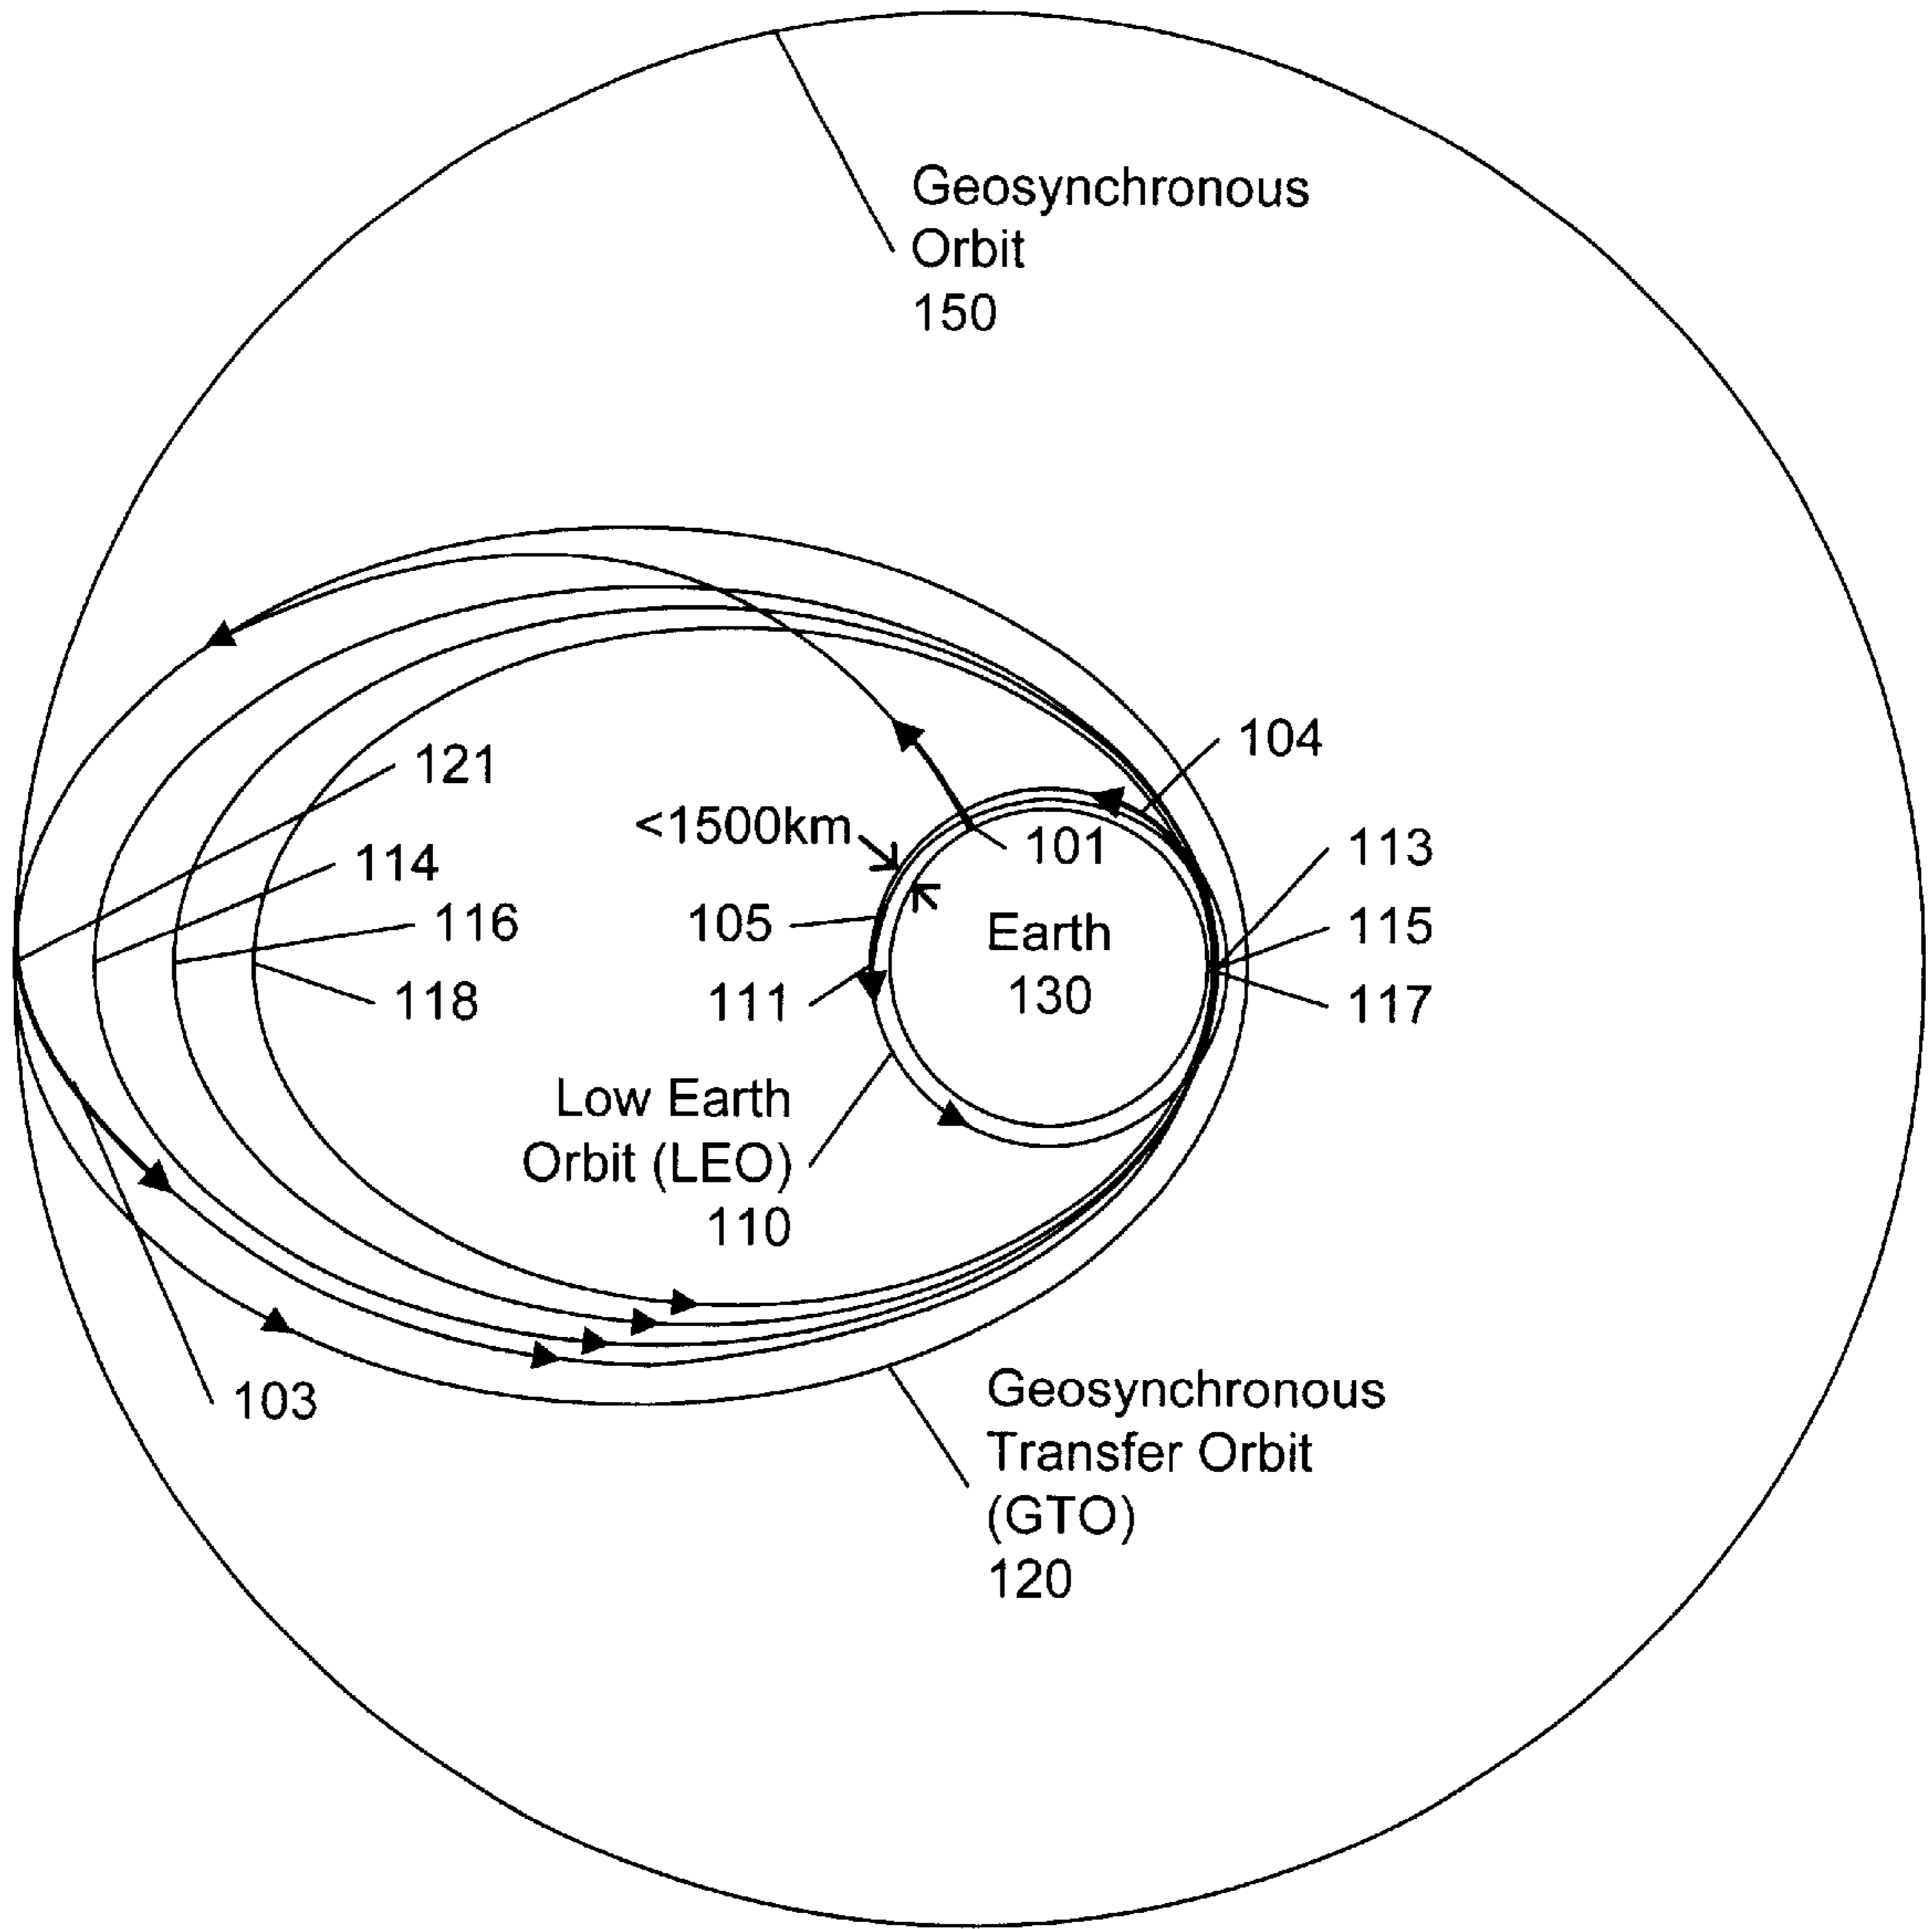 Geosynchronous
Orbit
150
104
121
<1500km
101
113
114
116
105
Earth
130
115
118
111
117
Low Earth
Orbit (LEO)
110
103
Geosynchronous
Transfer Orbit
(GTO)
120